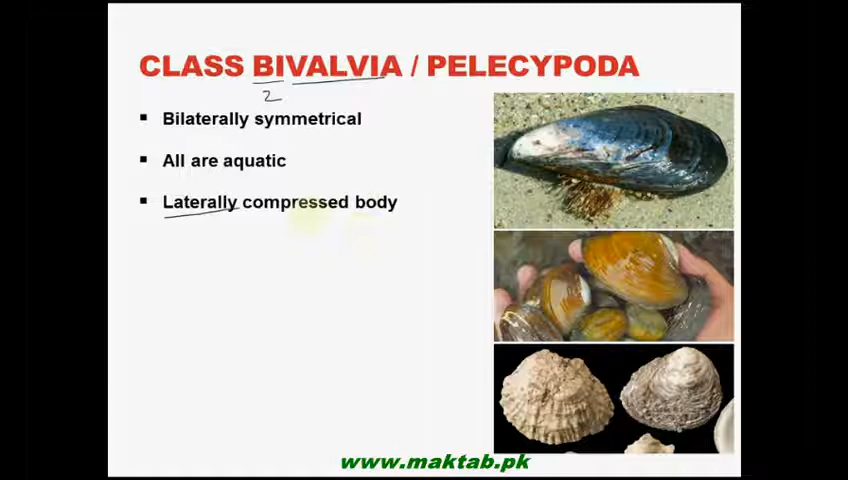 CLASS BIVALVIA / PELECYPODA
2
▪ Bilaterally symmetrical
▪ All are aquatic
▪ Laterally compressed body
www.maktab.pk